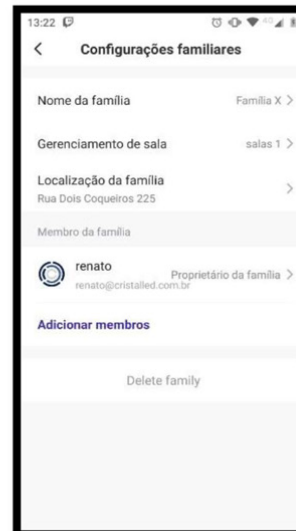 13:22
Configurações familiares
Nome da família Família X
Gerenciamento de sala salas 1
Localização da família
Rua Dois Coqueiros 225
Membro da família
renato
Proprietário da família
renato@cristalled.com.br
Adicionar membros
Delete family